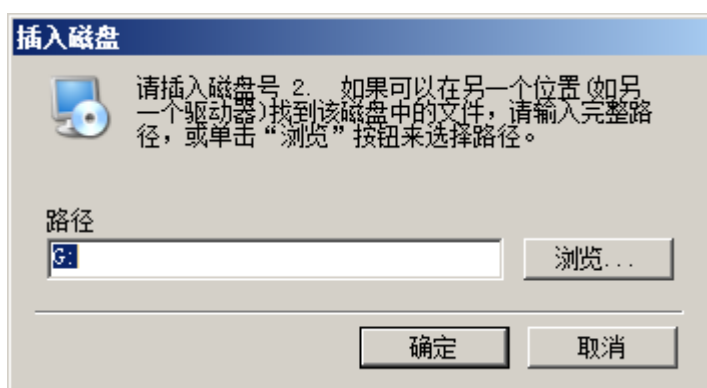 插入磁盘
请插入磁盘号 2.  如果可以在另一个位置(如另
一个驱动器)找到该磁盘中的文件，请输入完整路
径，或单击“浏览”按钮来选择路径。
路径
G:
浏览...
确定
取消